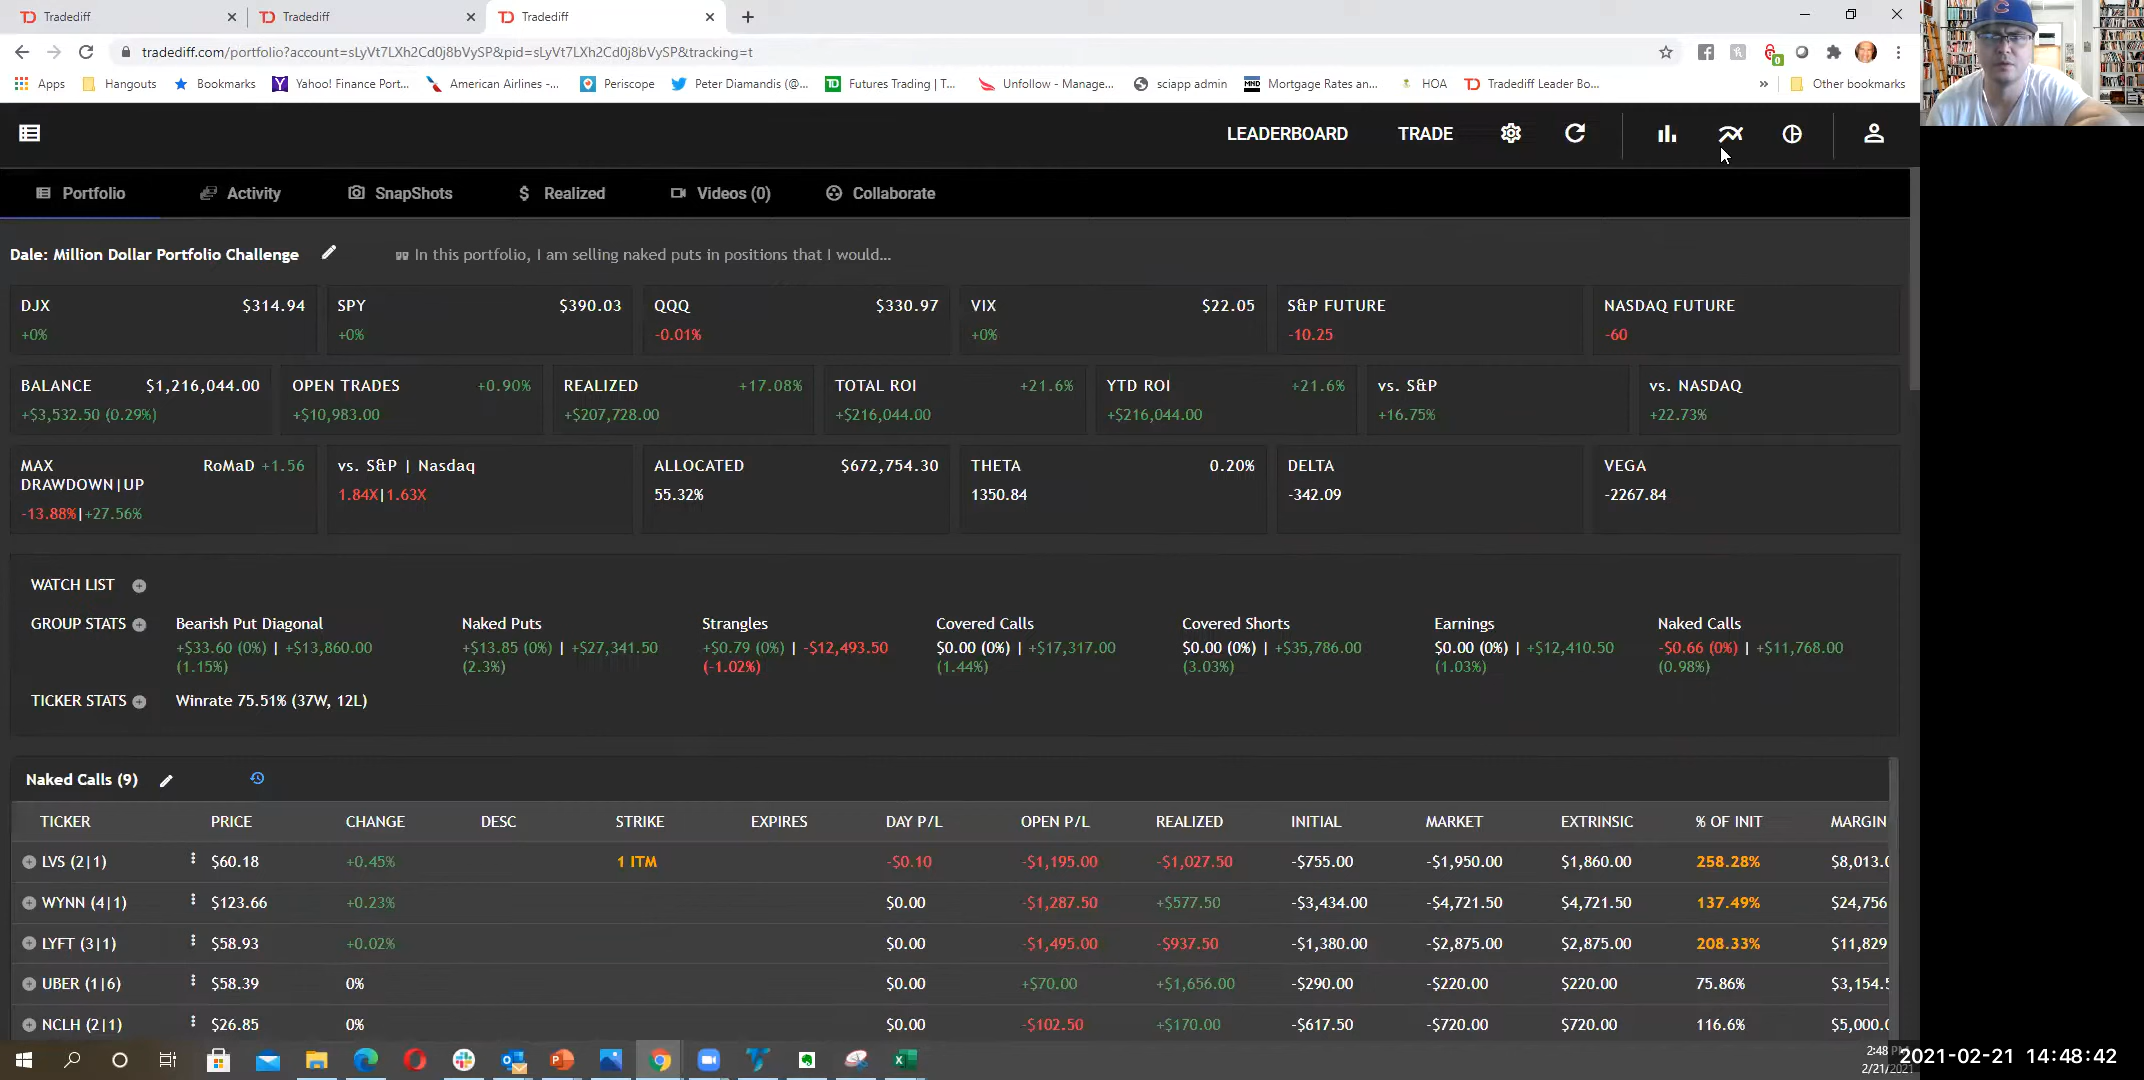 Tradediff Tradediff Tradediff
tradediff.com/portfolio?account=sLyVt7LXh2Cd0j8bVySP&pid=sLyVt7LXh2Cd0j8bVySP&tracking=t
Apps Hangouts Bookmarks Yahoo! Finance Port... American Airlines -... Periscope Peter Diamandis (@... Futures Trading | T... Unfollow - Manage... sciapp admin Mortgage Rates an... HOA Tradediff Leader Bo... » Other bookmarks
LEADERBOARD TRADE
Portfolio Activity SnapShots $ Realized Videos (0) Collaborate
Dale: Million Dollar Portfolio Challenge In this portfolio, I am selling naked puts in positions that I would...
DJX $314.94 SPY $390.03 QQQ $330.97 VIX $22.05 S&P FUTURE NASDAQ FUTURE
+0% +0% -0.01% +0% -10.25 -60
BALANCE $1,216,044.00 OPEN TRADES +0.90% REALIZED +17.08% TOTAL ROI +21.6% YTD ROI +21.6% vs. S&P vs. NASDAQ
+$3,532.50 (0.29%) +$10,983.00 +$207,728.00 +$216,044.00 +$216,044.00 +16.75% +22.73%
MAX RoMaD +1.56 vs. S&P | Nasdaq ALLOCATED $672,754.30 THETA 0.20% DELTA VEGA
DRAWDOWN|UP 1.84X|1.63X 55.32% 1350.84 -342.09 -2267.84
-13.88%|+27.56%
WATCH LIST
GROUP STATS Bearish Put Diagonal Naked Puts Strangles Covered Calls Covered Shorts Earnings Naked Calls
+$33.60 (0%) | +$13,860.00 +$13.85 (0%) | +$27,341.50 +$0.79 (0%) | -$12,493.50 $0.00 (0%) | +$17,317.00 $0.00 (0%) | +$35,786.00 $0.00 (0%) | +$12,410.50 -$0.66 (0%) | +$11,768.00
(1.15%) (2.3%) (-1.02%) (1.44%) (3.03%) (1.03%) (0.98%)
TICKER STATS Winrate 75.51% (37W, 12L)
Naked Calls (9)
TICKER PRICE CHANGE DESC STRIKE EXPIRES DAY P/L OPEN P/L REALIZED INITIAL MARKET EXTRINSIC % OF INIT MARGIN
LVS (2|1) $60.18 +0.45% 1 ITM -$0.10 -$1,195.00 -$1,027.50 -$755.00 -$1,950.00 $1,860.00 258.28% $8,013.0
WYNN (4|1) $123.66 +0.23% $0.00 -$1,287.50 +$577.50 -$3,434.00 -$4,721.50 $4,721.50 137.49% $24,756
LYFT (3|1) $58.93 +0.02% $0.00 -$1,495.00 -$937.50 -$1,380.00 -$2,875.00 $2,875.00 208.33% $11,829
UBER (1|6) $58.39 0% $0.00 +$70.00 +$1,656.00 -$290.00 -$220.00 $220.00 75.86% $3,154.5
NCLH (2|1) $26.85 0% $0.00 -$102.50 +$170.00 -$617.50 -$720.00 $720.00 116.6% $5,000.0
2:48 PM
2/21/2021
2021-02-21 14:48:42